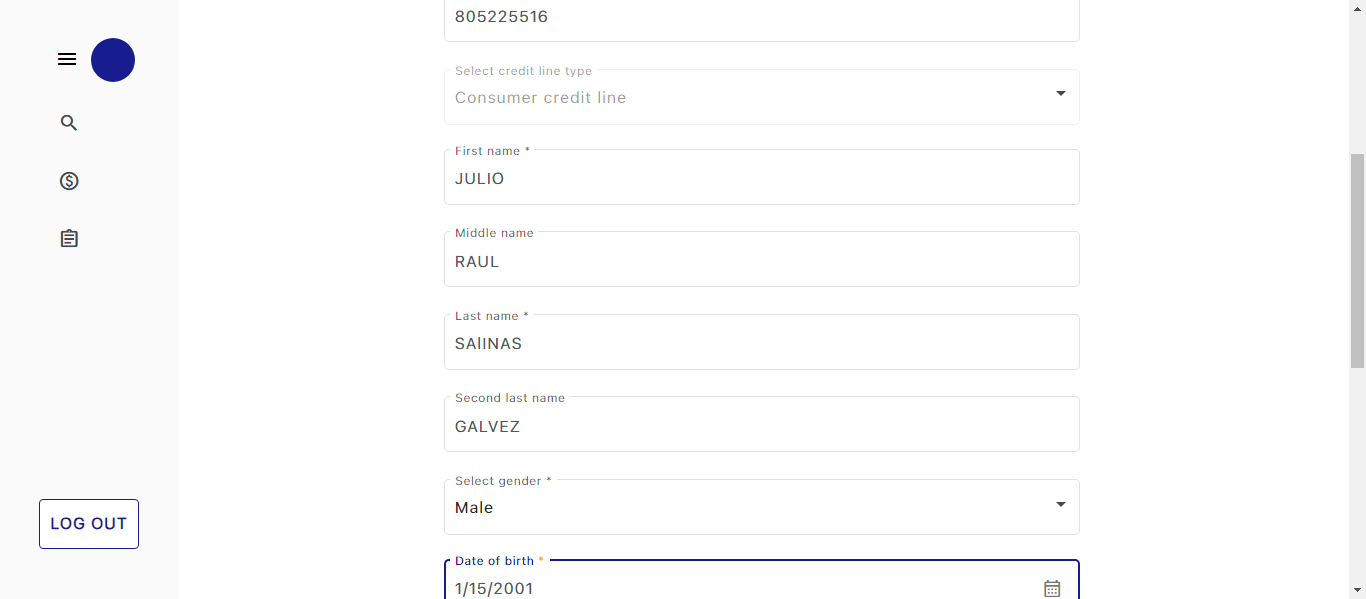 805225516
Select credit line type
Consumer credit line
First name *
JULIO
Middle name
RAUL
Last name *
SAlINAS
Second last name
GALVEZ
Select gender *
Male
LOG OUT
Date of birth *
1/15/2001